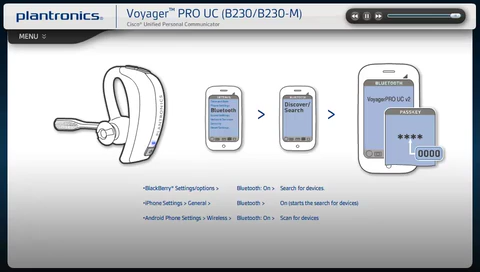 plantronics.
Voyager™ PRO UC (B230/B230-M)
Cisco® Unified Personal Communicator
MENU
Bluetooth
Discover/
Search
BLUETOOTH
VoyagerPRO UC v2
PASSKEY
****
0000
•BlackBerry® Settings/options > Bluetooth: On > Search for devices
•iPhone Settings > General > Bluetooth > On (starts the search for devices)
•Android Phone Settings > Wireless > Bluetooth: On > Scan for devices